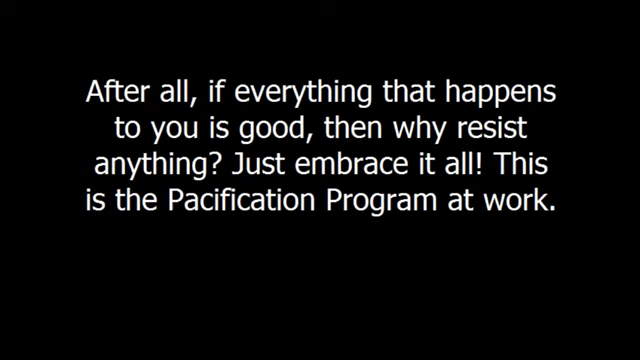 After all, if everything that happens
to you is good, then why resist
anything? Just embrace it all! This
is the Pacification Program at work.